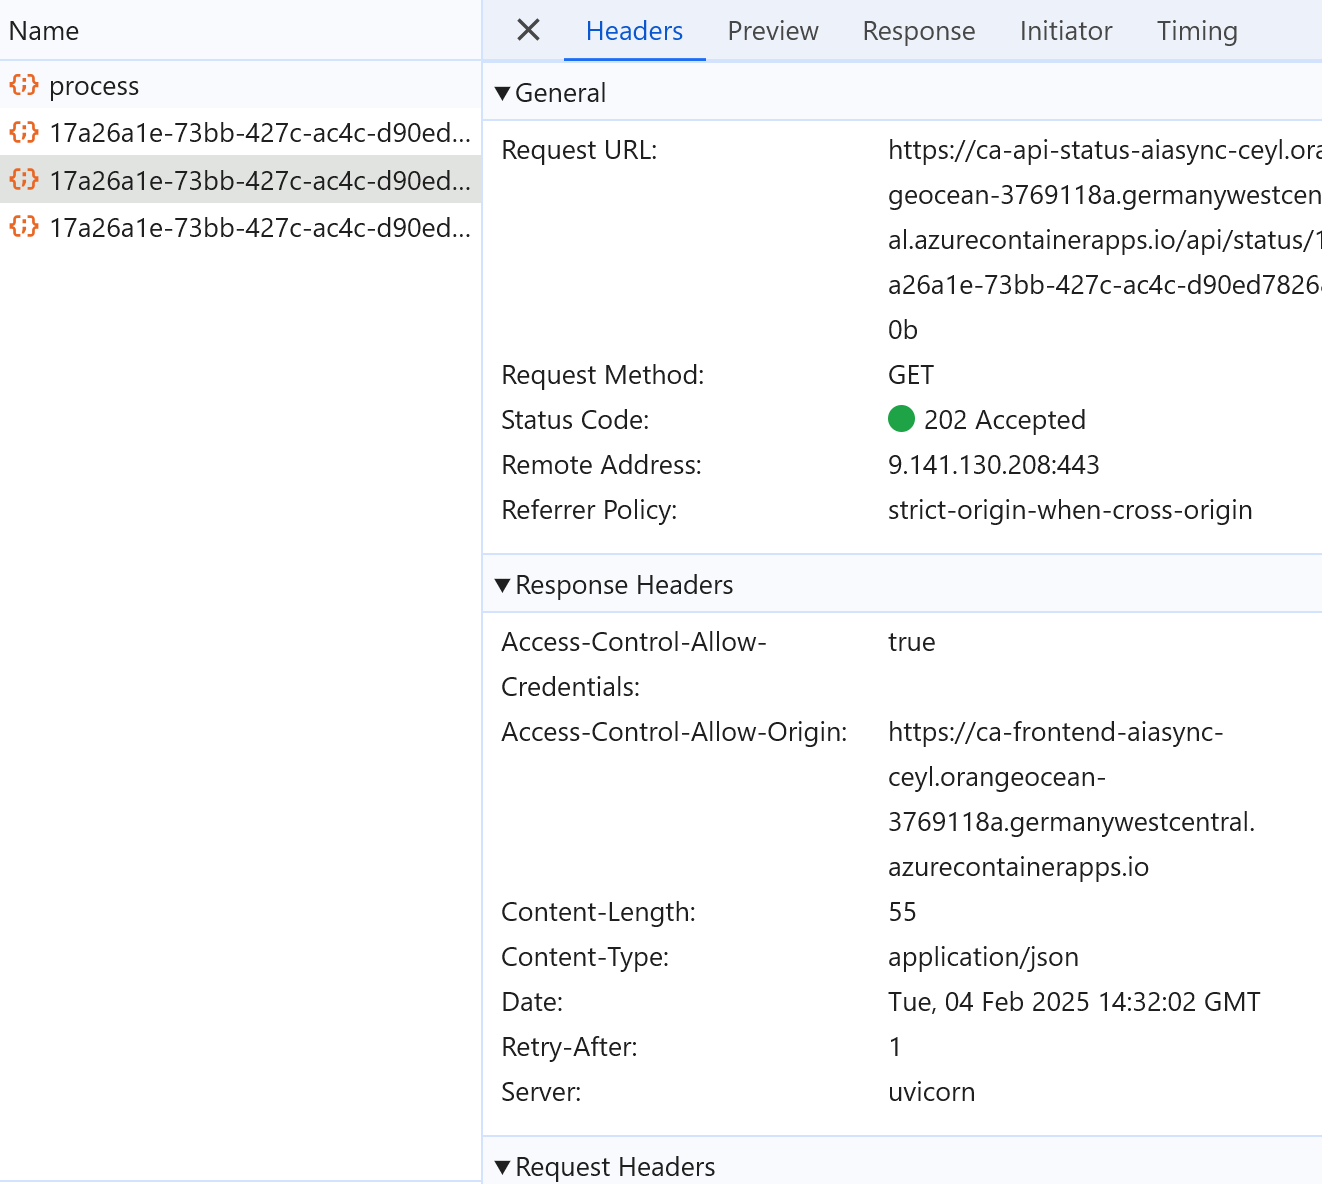 Name
process
17a26a1e-73bb-427c-ac4c-d90ed...
17a26a1e-73bb-427c-ac4c-d90ed...
17a26a1e-73bb-427c-ac4c-d90ed...
Headers Preview Response Initiator Timing
General
Request URL: https://ca-api-status-aiasync-ceyl.ora
geocean-3769118a.germanywestcen
al.azurecontainerapps.io/api/status/1
a26a1e-73bb-427c-ac4c-d90ed7826
0b
Request Method: GET
Status Code: 202 Accepted
Remote Address: 9.141.130.208:443
Referrer Policy: strict-origin-when-cross-origin
Response Headers
Access-Control-Allow- true
Credentials:
Access-Control-Allow-Origin: https://ca-frontend-aiasync-
ceyl.orangeocean-
3769118a.germanywestcentral.
azurecontainerapps.io
Content-Length: 55
Content-Type: application/json
Date: Tue, 04 Feb 2025 14:32:02 GMT
Retry-After: 1
Server: uvicorn
Request Headers